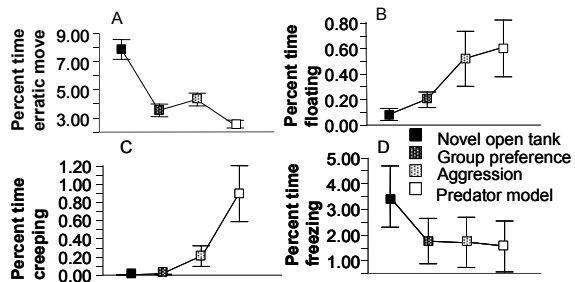 A
Percent time
erratic move
9.00
7.00
5.00
3.00
B
Percent time
floating
0.80
0.60
0.40
0.20
0.00
Novel open tank
Group preference
Aggression
Predator model
C
Percent time
creeping
1.20
1.00
0.80
0.60
0.40
0.20
0.00
D
Percent time
freezing
5.00
4.00
3.00
2.00
1.00